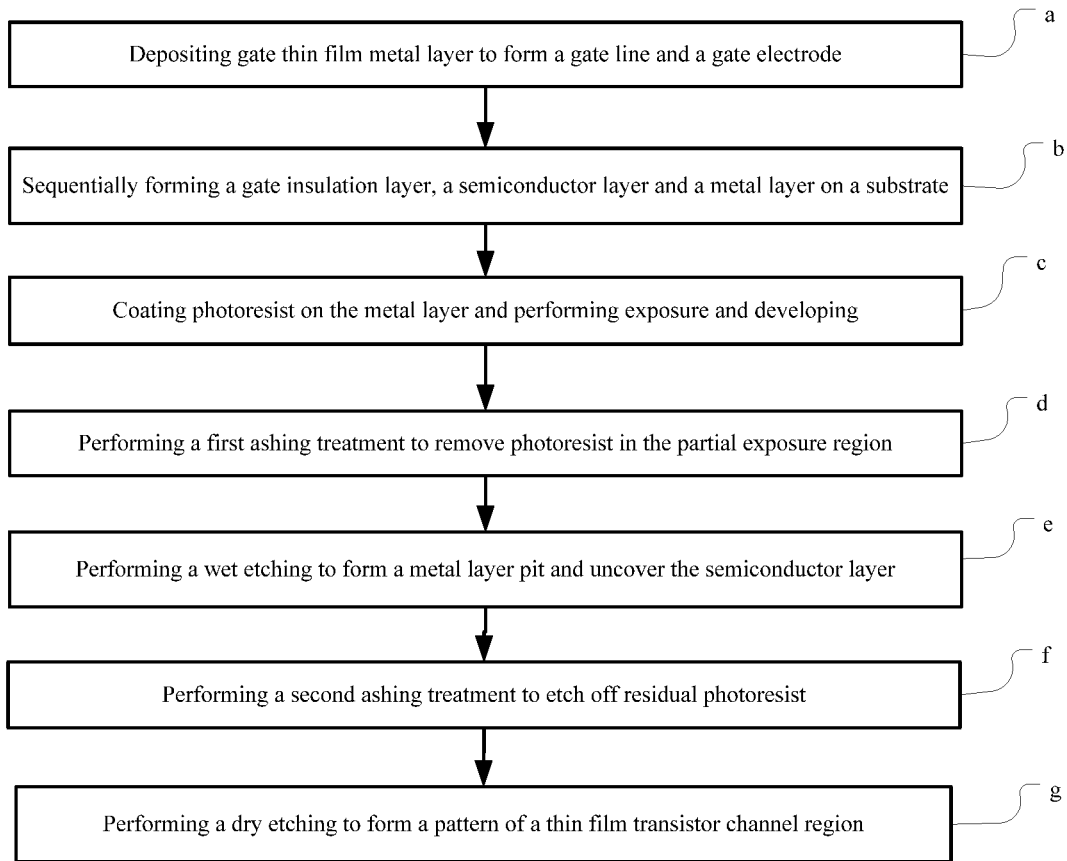 a
Depositing gate thin film metal layer to form a gate line and a gate electrode
b
Sequentially forming a gate insulation layer, a semiconductor layer and a metal layer on a substrate
c
Coating photoresist on the metal layer and performing exposure and developing
d
Performing a first ashing treatment to remove photoresist in the partial exposure region
e
Performing a wet etching to form a metal layer pit and uncover the semiconductor layer
f
Performing a second ashing treatment to etch off residual photoresist
g
Performing a dry etching to form a pattern of a thin film transistor channel region